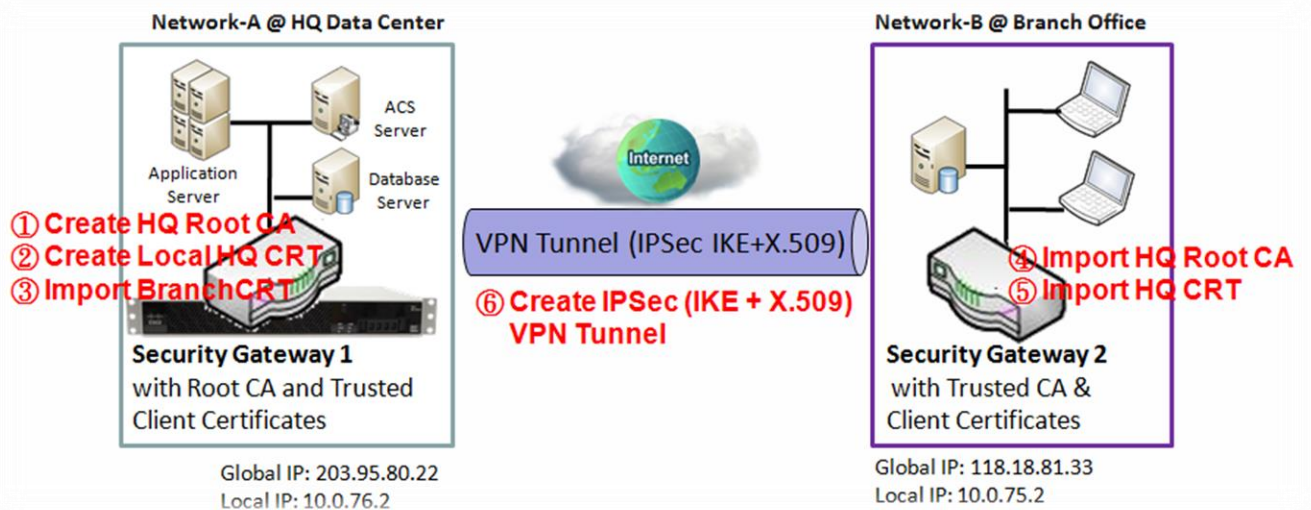 Network-A @ HQ Data Center
Application
Server
ACS
Server
Database
Server
① Create HQ Root CA
② Create Local HQ CRT
③ Import BranchCRT
Security Gateway 1
with Root CA and Trusted
Client Certificates
Global IP: 203.95.80.22
Local IP: 10.0.76.2
Internet
VPN Tunnel (IPSec IKE+X.509)
⑥ Create IPSec (IKE + X.509)
VPN Tunnel
Network-B @ Branch Office
④ Import HQ Root CA
⑤ Import HQ CRT
Security Gateway 2
with Trusted CA &
Client Certificates
Global IP: 118.18.81.33
Local IP: 10.0.75.2